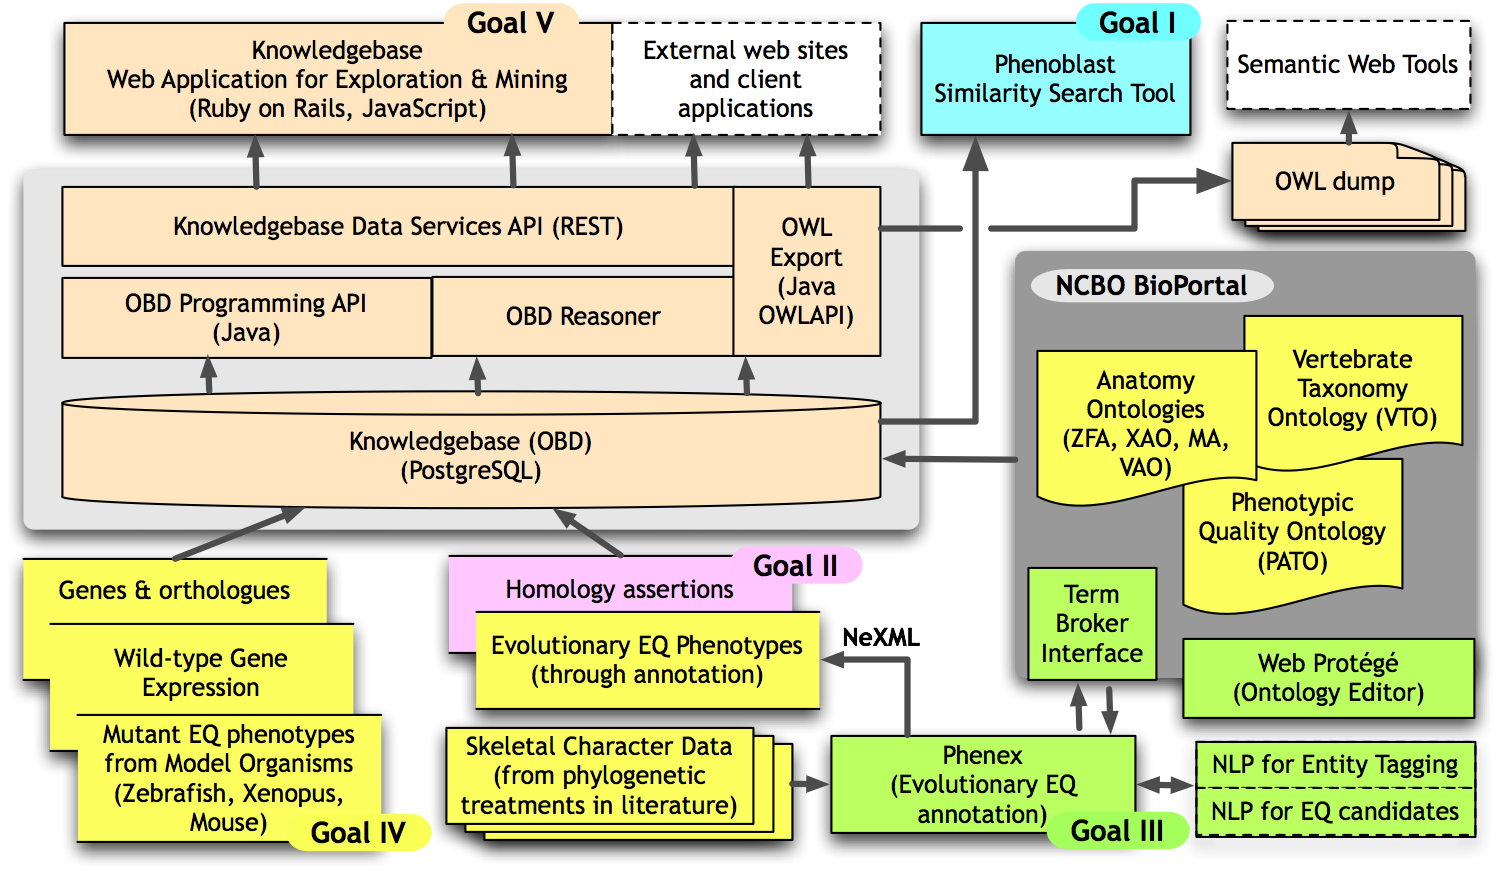 Goal V
Knowledgebase
Web Application for Exploration & Mining
(Ruby on Rails, JavaScript)
External web sites
and client
applications
Goal I
Phenoblast
Similarity Search Tool
Semantic Web Tools
OWL dump
Knowledgebase Data Services API (REST)
OWL
Export
(Java
OWLAPI)
OBD Programming API
(Java)
OBD Reasoner
Knowledgebase (OBD)
(PostgreSQL)
NCBO BioPortal
Anatomy
Ontologies
(ZFA, XAO, MA,
VAO)
Vertebrate
Taxonomy
Ontology (VTO)
Phenotypic
Quality Ontology
(PATO)
Term
Broker
Interface
Web Protégé
(Ontology Editor)
Genes & orthologues
Wild-type Gene
Expression
Mutant EQ phenotypes
from Model Organisms
(Zebrafish, Xenopus,
Mouse)
Goal IV
Goal II
Homology assertions
Evolutionary EQ Phenotypes
(through annotation)
NeXML
Skeletal Character Data
(from phylogenetic
treatments in literature)
Phenex
(Evolutionary EQ
annotation)
Goal III
NLP for Entity Tagging
NLP for EQ candidates